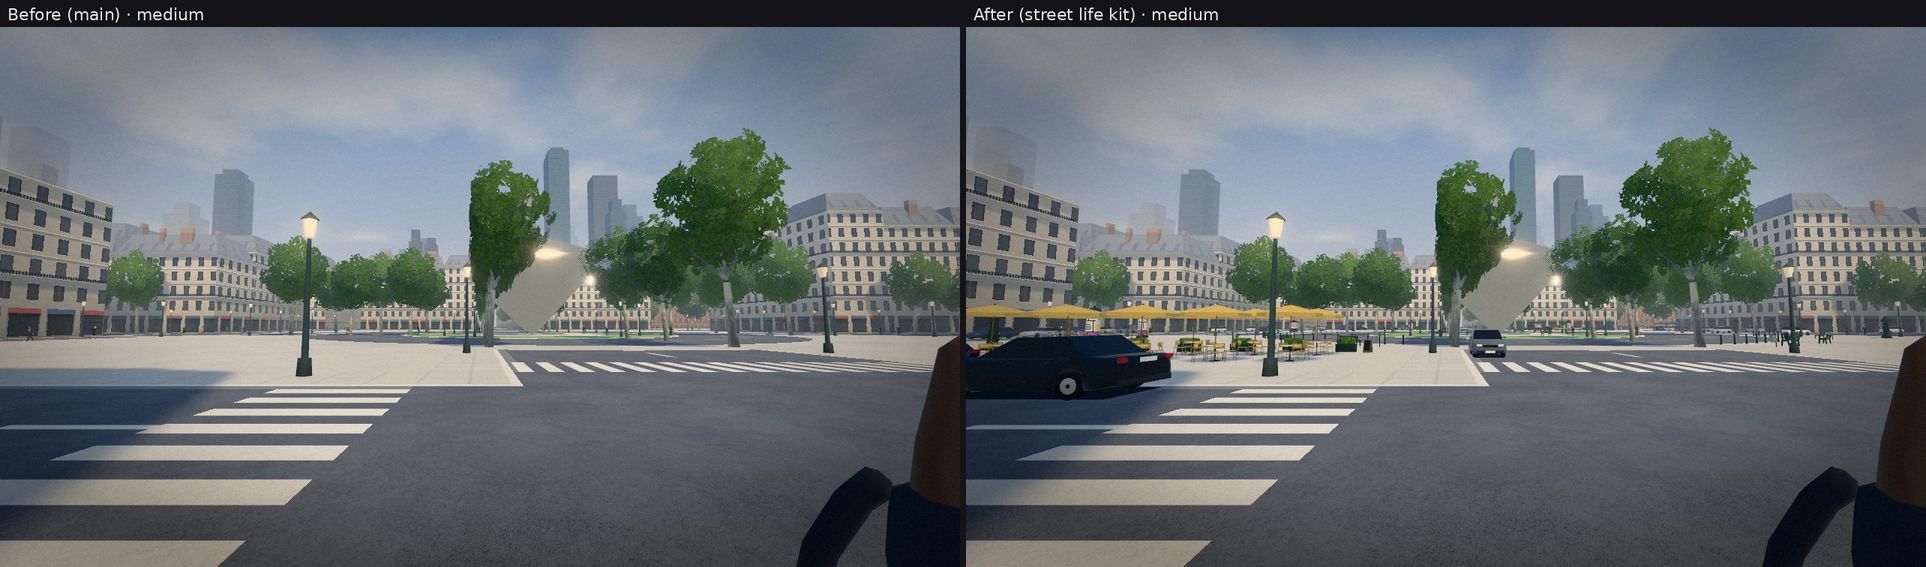 Before (main) · medium
After (street life kit) · medium